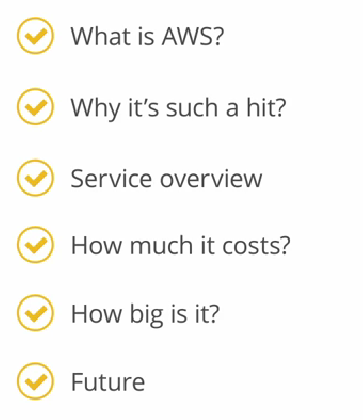 What is AWS?
Why it's such a hit?
Service overview
How much it costs?
How big is it?
Future